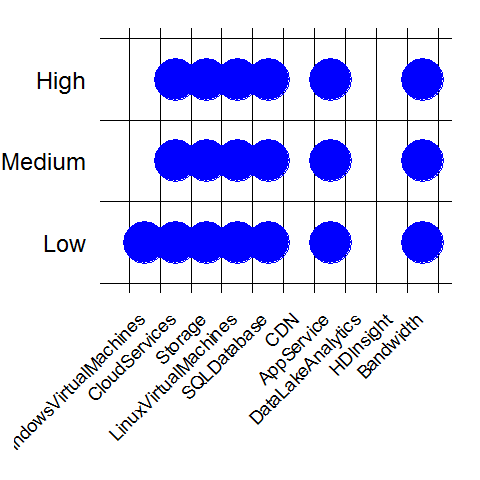 High
Medium
Low
ndowsVirtualMachines
CloudServices
Storage
LinuxVirtualMachines
SQLDatabase
CDN
AppService
DataLakeAnalytics
HDInsight
Bandwidth